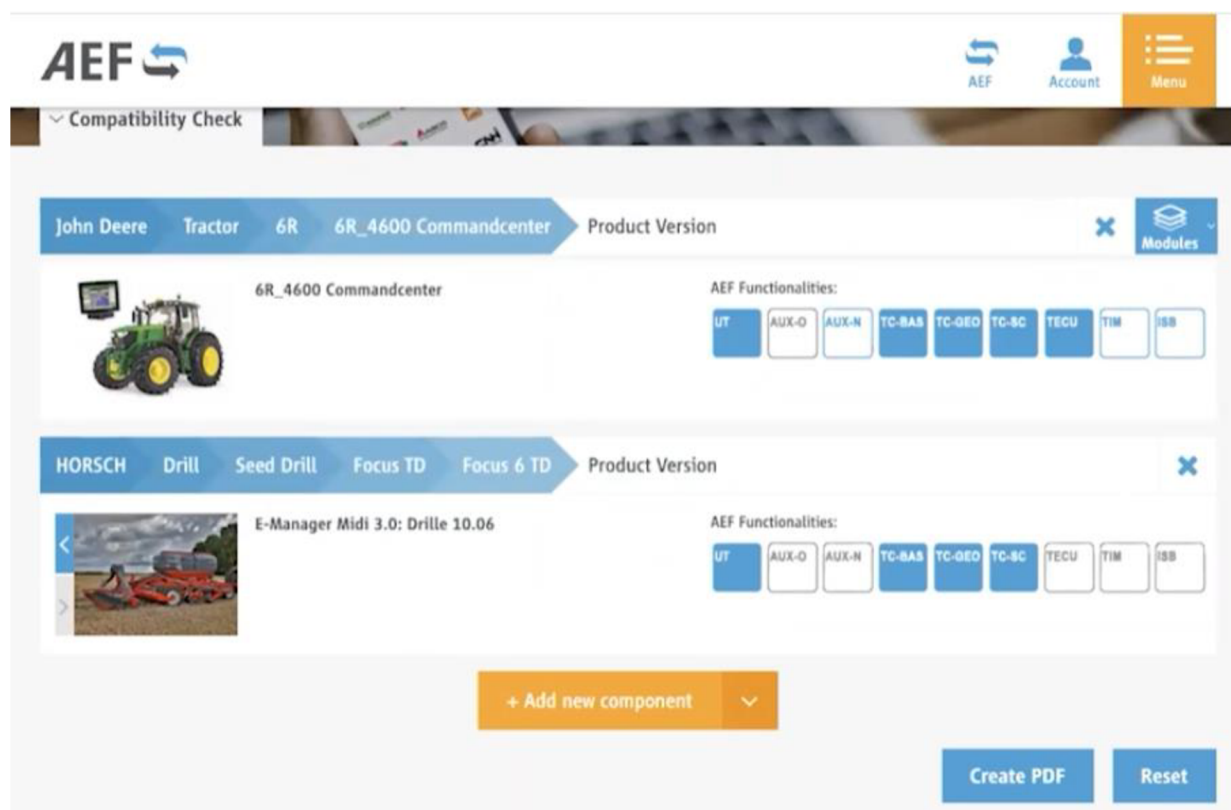 AEF
AEF
Account
Menu
Compatibility Check
John Deere Tractor 6R 6R_4600 Commandcenter Product Version
Modules
6R_4600 Commandcenter
AEF Functionalities:
UT AUX-O AUX-N TC-BAS TC-GEO TC-SC TECU TIM ISB
HORSCH Drill Seed Drill Focus TD Focus 6 TD Product Version
E-Manager Midi 3.0: Drille 10.06
AEF Functionalities:
UT AUX-O AUX-N TC-BAS TC-GEO TC-SC TECU TIM ISB
+ Add new component
Create PDF Reset